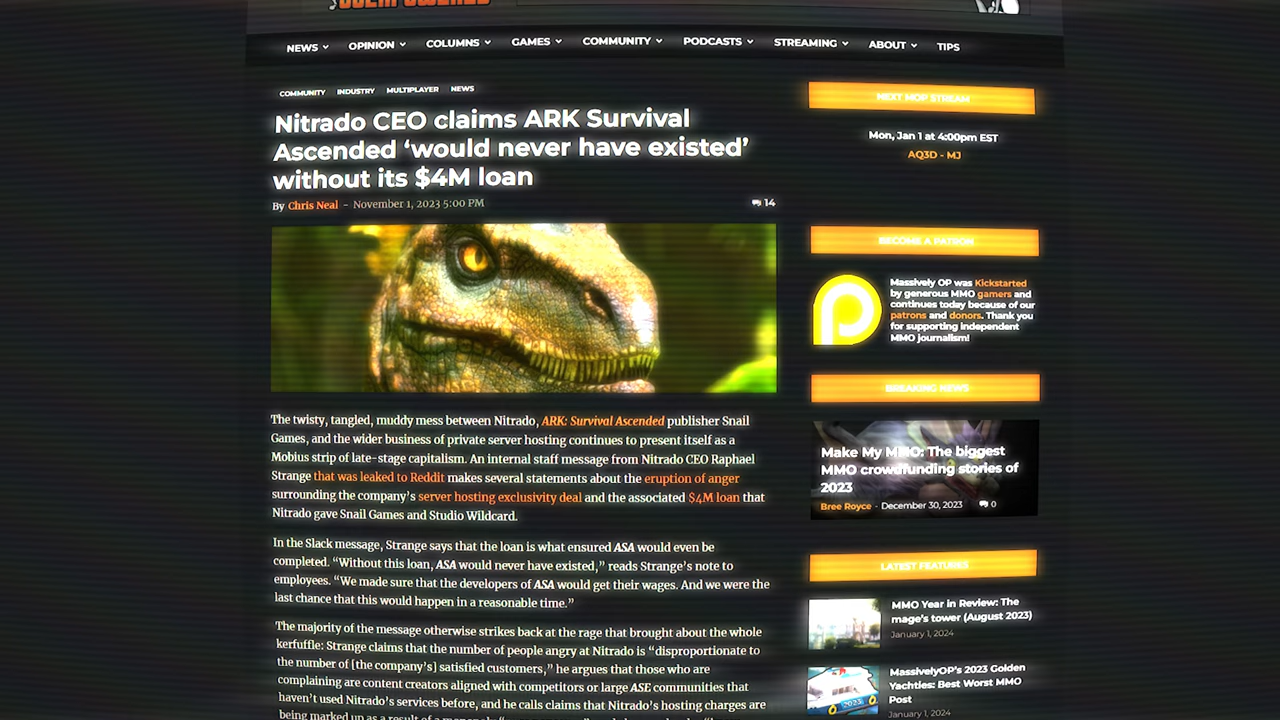 NEWS OPINION COLUMNS GAMES COMMUNITY PODCASTS STREAMING ABOUT TIPS
COMMUNITY INDUSTRY MULTIPLAYER NEWS
Nitrado CEO claims ARK Survival
Ascended ‘would never have existed’
without its $4M loan
By Chris Neal - November 1, 2023 5:00 PM
14
The twisty, tangled, muddy mess between Nitrado, ARK: Survival Ascended publisher Snail
Games, and the wider business of private server hosting continues to present itself as a
Mobius strip of late-stage capitalism. An internal staff message from Nitrado CEO Raphael
Strange that was leaked to Reddit makes several statements about the eruption of anger
surrounding the company’s server hosting exclusivity deal and the associated $4M loan that
Nitrado gave Snail Games and Studio Wildcard.
In the Slack message, Strange says that the loan is what ensured ASA would even be
completed. “Without this loan, ASA would never have existed,” reads Strange’s note to
employees. “We made sure that the developers of ASA would get their wages. And we were the
last chance that this would happen in a reasonable time.”
The majority of the message otherwise strikes back at the rage that brought about the whole
kerfuffle: Strange claims that the number of people angry at Nitrado is “disproportionate to
the number of [the company’s] satisfied customers,” he argues that those who are
complaining are content creators aligned with competitors or large ASE communities that
haven’t used Nitrado’s services before, and he calls claims that Nitrado’s hosting charges are
being marked up as a result of a
NEXT MOP STREAM
Mon, Jan 1 at 4:00pm EST
AQ3D - MJ
BECOME A PATRON
Massively OP was Kickstarted
by generous MMO gamers and
continues today because of our
patrons and donors. Thank you
for supporting independent
MMO journalism!
BREAKING NEWS
Make My MMO: The biggest
MMO crowdfunding stories of
2023
Bree Royce - December 30, 2023 0
LATEST FEATURES
MMO Year in Review: The
mage’s tower (August 2023)
January 1, 2024
MassivelyOP’s 2023 Golden
Yachties: Best Worst MMO
Post
January 1, 2024
2023